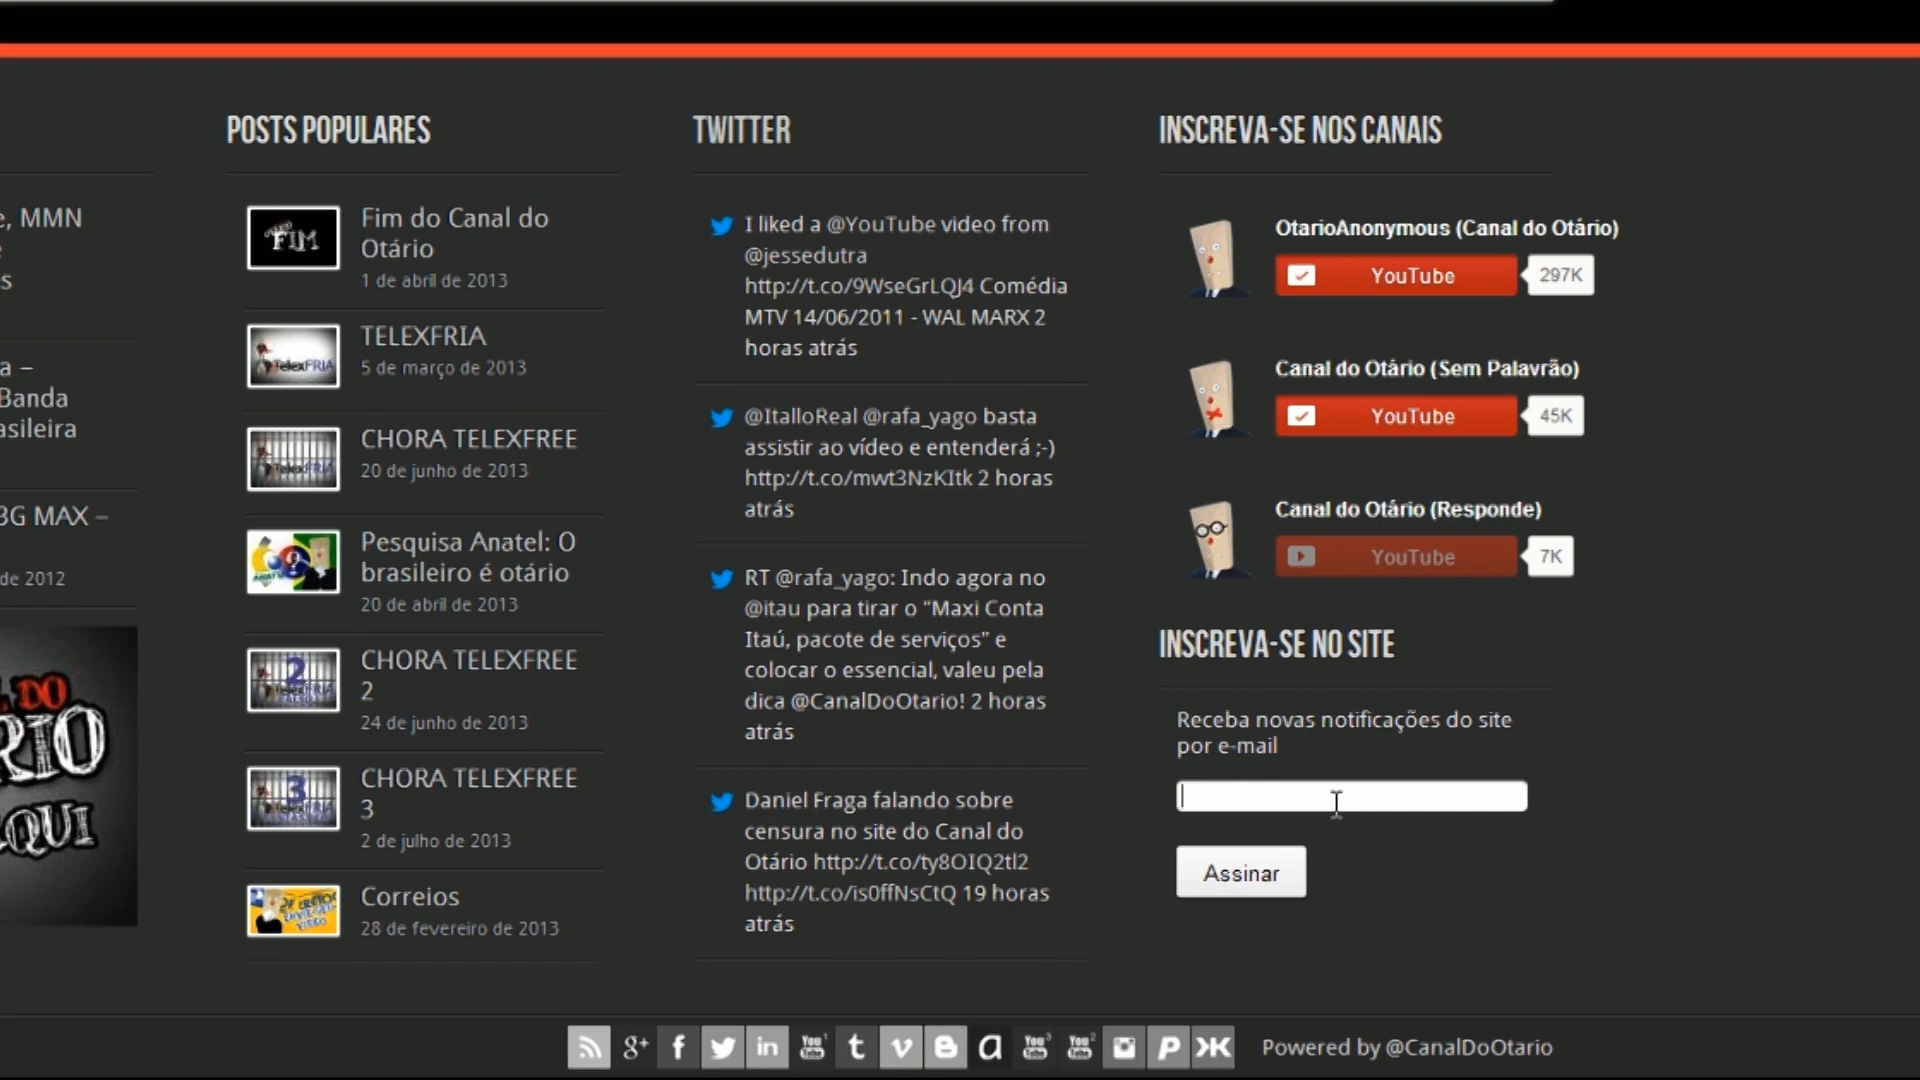 e, MMN
e
s
a –
Banda
asileira
3G MAX –
de 2012
L DO
RIO
AQUI
POSTS POPULARES
FIM
Fim do Canal do
Otário
1 de abril de 2013
TelexFRIA
TELEXFRIA
5 de março de 2013
CHORA TELEXFREE
20 de junho de 2013
Pesquisa Anatel: O
brasileiro é otário
20 de abril de 2013
2
CHORA TELEXFREE
2
24 de junho de 2013
3
CHORA TELEXFREE
3
2 de julho de 2013
Correios
28 de fevereiro de 2013
TWITTER
I liked a @YouTube video from
@jessedutra
http://t.co/9WseGrLQJ4 Comédia
MTV 14/06/2011 - WAL MARX 2
horas atrás
@ItalloReal @rafa_yago basta
assistir ao vídeo e entenderá ;-)
http://t.co/mwt3NzKItk 2 horas
atrás
RT @rafa_yago: Indo agora no
@itau para tirar o "Maxi Conta
Itaú, pacote de serviços" e
colocar o essencial, valeu pela
dica @CanalDoOtario! 2 horas
atrás
Daniel Fraga falando sobre
censura no site do Canal do
Otário http://t.co/ty8OIQ2tl2
http://t.co/is0ffNsCtQ 19 horas
atrás
INSCREVA-SE NOS CANAIS
OtarioAnonymous (Canal do Otário)
YouTube 297K
Canal do Otário (Sem Palavrão)
YouTube 45K
Canal do Otário (Responde)
YouTube 7K
INSCREVA-SE NO SITE
Receba novas notificações do site
por e-mail
Assinar
Powered by @CanalDoOtario